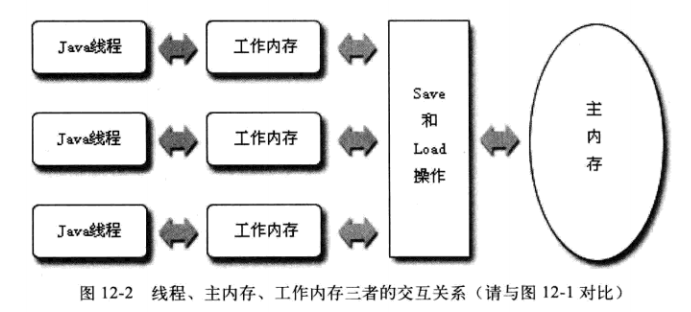 Java线程
工作内存
Java线程
工作内存
Java线程
工作内存
Save
和
Load
操作
主
内
存
图 12-2 线程、主内存、工作内存三者的交互关系（请与图 12-1 对比）